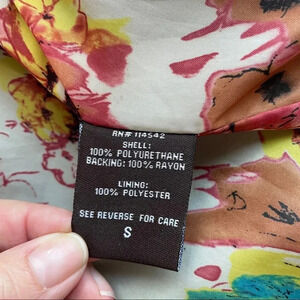 RN# 114542
SHELL:
100% POLYURETHANE
BACKING: 100% RAYON
LINING:
100% POLYESTER
SEE REVERSE FOR CARE
S